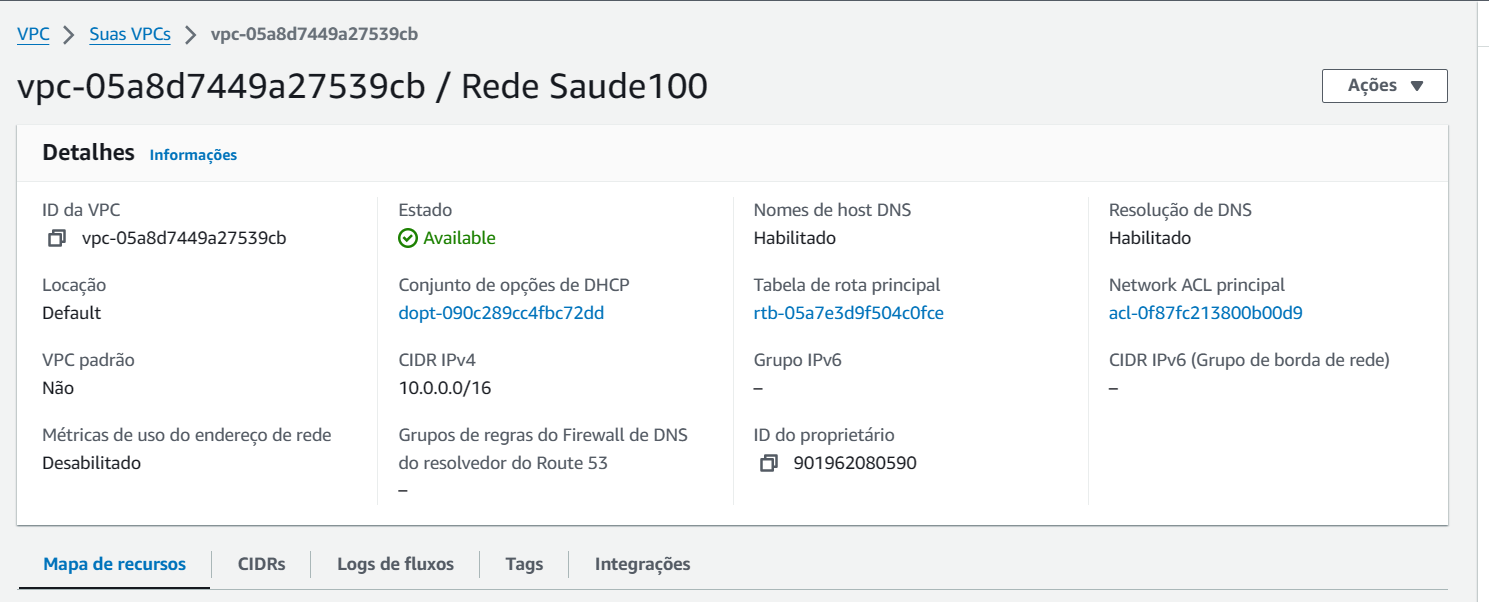 VPC > Suas VPCs > vpc-05a8d7449a27539cb
vpc-05a8d7449a27539cb / Rede Saude100
Ações ▼
Detalhes Informações
ID da VPC
vpc-05a8d7449a27539cb
Estado
Available
Nomes de host DNS
Habilitado
Resolução de DNS
Habilitado
Locação
Default
Conjunto de opções de DHCP
dopt-090c289cc4fbc72dd
Tabela de rota principal
rtb-05a7e3d9f504c0fce
Network ACL principal
acl-0f87fc213800b00d9
VPC padrão
Não
CIDR IPv4
10.0.0.0/16
Grupo IPv6
–
CIDR IPv6 (Grupo de borda de rede)
–
Métricas de uso do endereço de rede
Desabilitado
Grupos de regras do Firewall de DNS
do resolvedor do Route 53
–
ID do proprietário
901962080590
Mapa de recursos CIDRs Logs de fluxos Tags Integrações